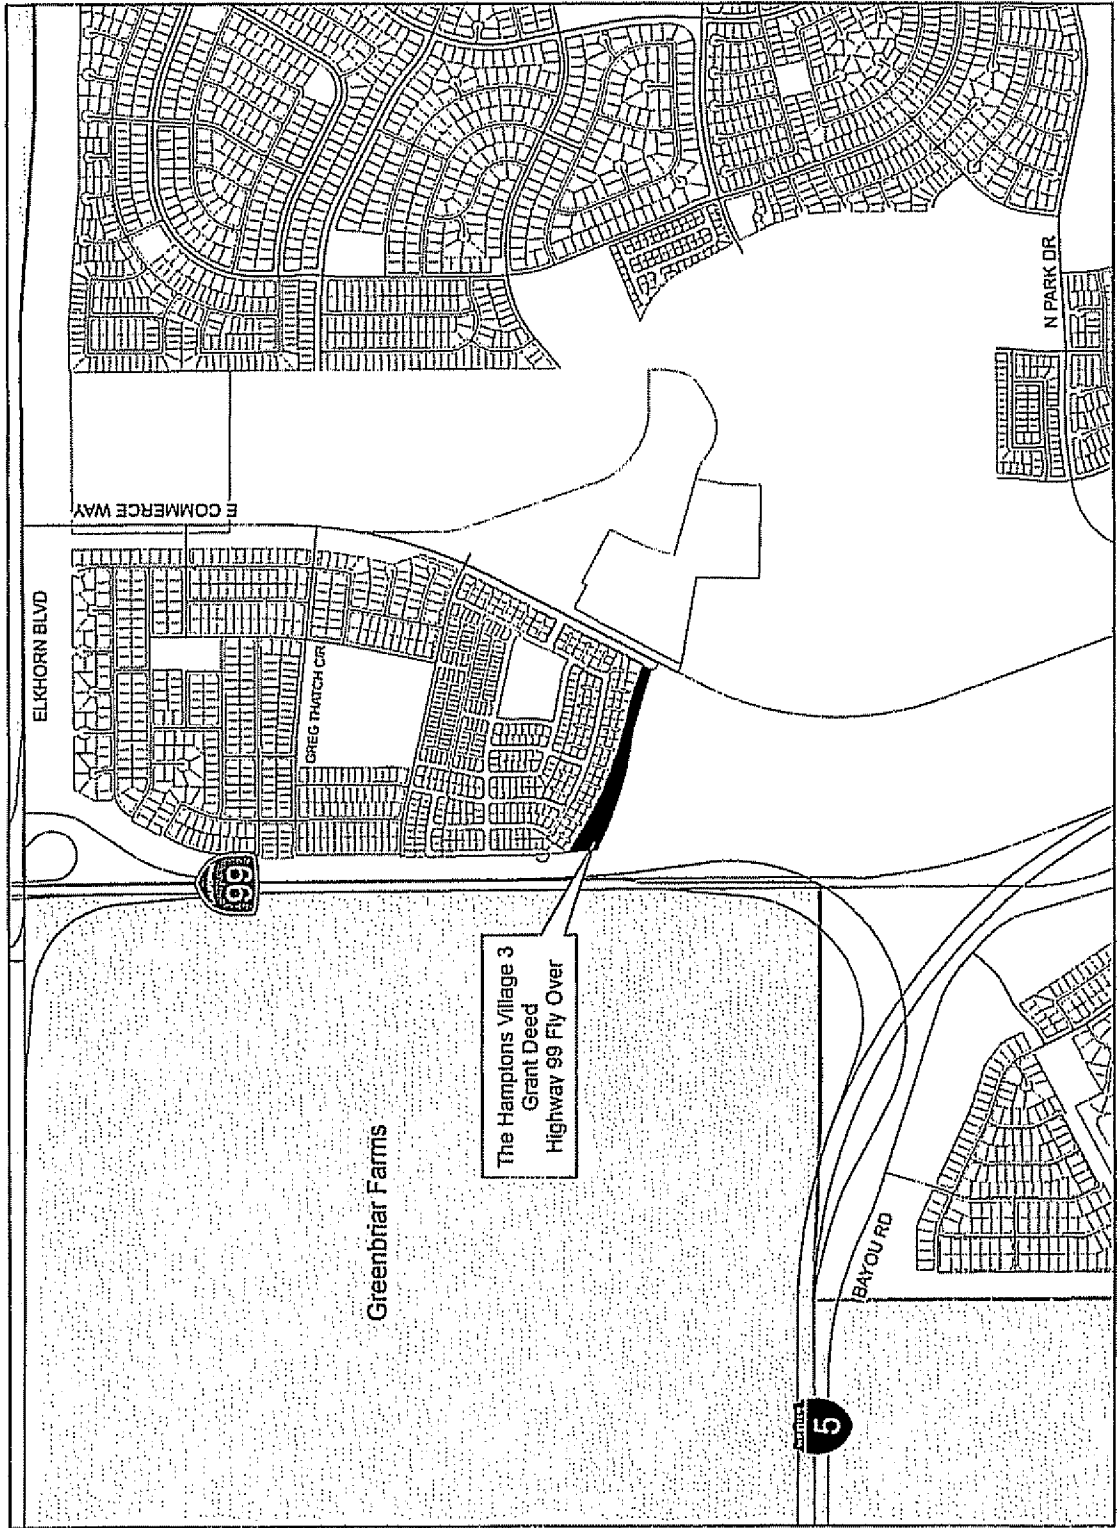 ELKHORN BLVD
E COMMERCE WAY
GREG THATCH CR
99
N PARK DR
The Hamptons Village 3
Grant Deed
Highway 99 Fly Over
Greenbriar Farms
BAYOU RD
5